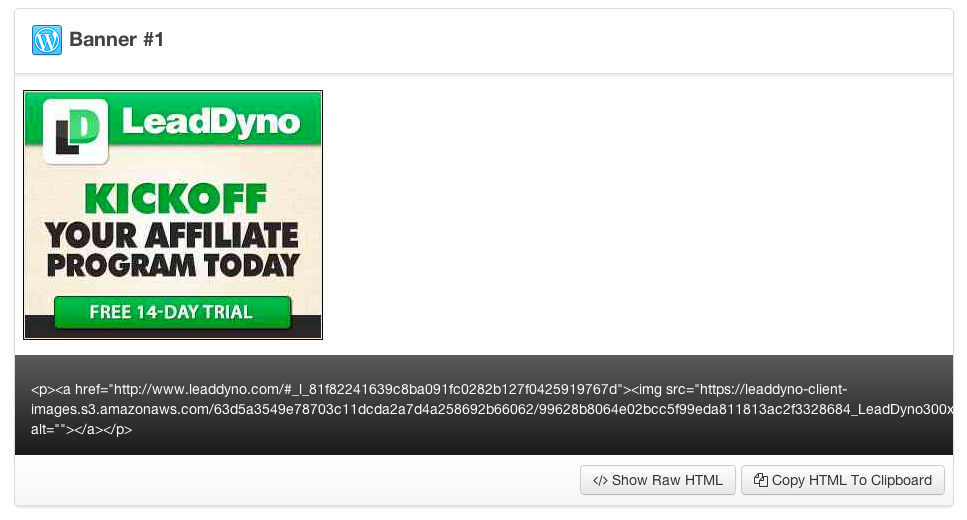 Banner #1
LeadDyno
KICKOFF
YOUR AFFILIATE
PROGRAM TODAY
FREE 14-DAY TRIAL
<p><a href="http://www.leaddyno.com/#_l_81f82241639c8ba091fc0282b127f0425919767d"><img src="https://leaddyno-client-
images.s3.amazonaws.com/63d5a3549e78703c11dcda2a7d4a258692b66062/99628b8064e02bcc5f99eda811813ac2f3328684_LeadDyno300x
alt=""></a></p>
</> Show Raw HTML
Copy HTML To Clipboard